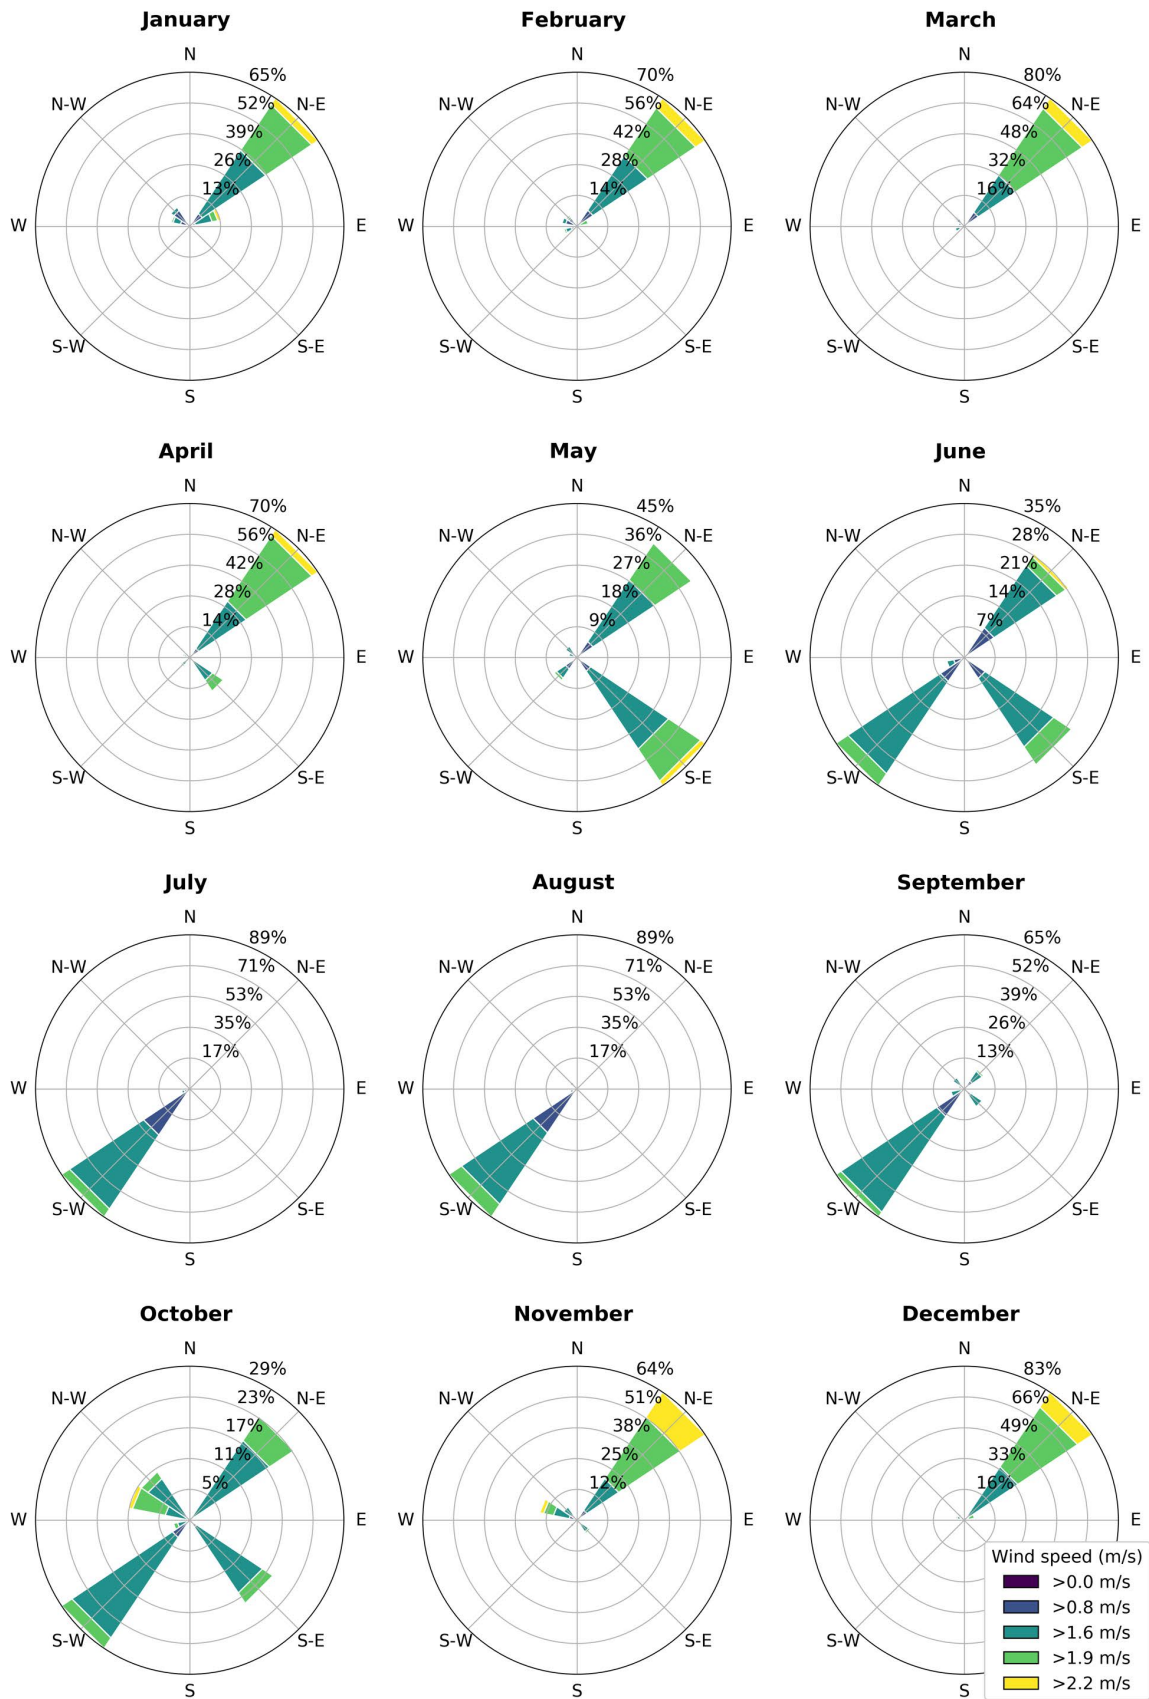 January February March
N N N
65% 70% 80%
N-W 52% N-E N-W 56% N-E N-W 64% N-E
39% 42% 48%
26% 28% 32%
13% 14% 16%
W E W E W E
S-W S-E S-W S-E S-W S-E
S S S
April May June
N N N
70% 45% 35%
N-W 56% N-E N-W 36% N-E N-W 28% N-E
42% 27% 21%
28% 18% 14%
14% 9% 7%
W E W E W E
S-W S-E S-W S-E S-W S-E
S S S
July August September
N N N
89% 89% 65%
N-W 71% N-E N-W 71% N-E N-W 52% N-E
53% 53% 39%
35% 35% 26%
17% 17% 13%
W E W E W E
S-W S-E S-W S-E S-W S-E
S S S
October November December
N N N
29% 64% 83%
N-W 23% N-E N-W 51% N-E N-W 66% N-E
17% 38% 49%
11% 25% 33%
5% 12% 16%
W E W E W E
S-W S-E S-W S-E S-W
S S S
Wind speed (m/s)
>0.0 m/s
>0.8 m/s
>1.6 m/s
>1.9 m/s
>2.2 m/s